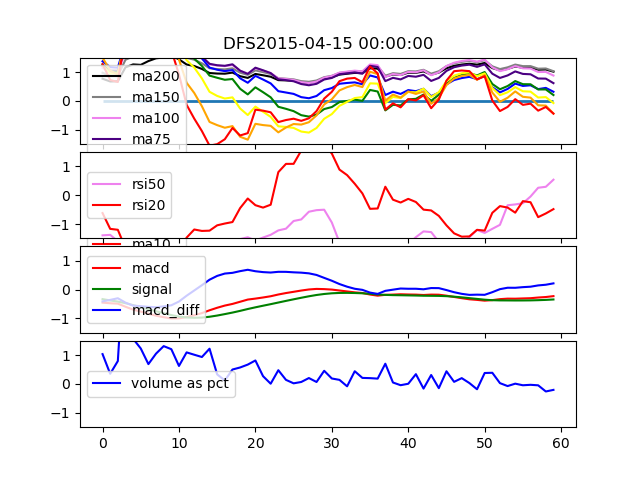 DFS2015-04-15 00:00:00
1
0
−1
ma200
ma150
ma100
ma75
1
0
−1
rsi50
rsi20
ma10
1
0
−1
macd
signal
macd_diff
1
0
−1
volume as pct
0 10 20 30 40 50 60